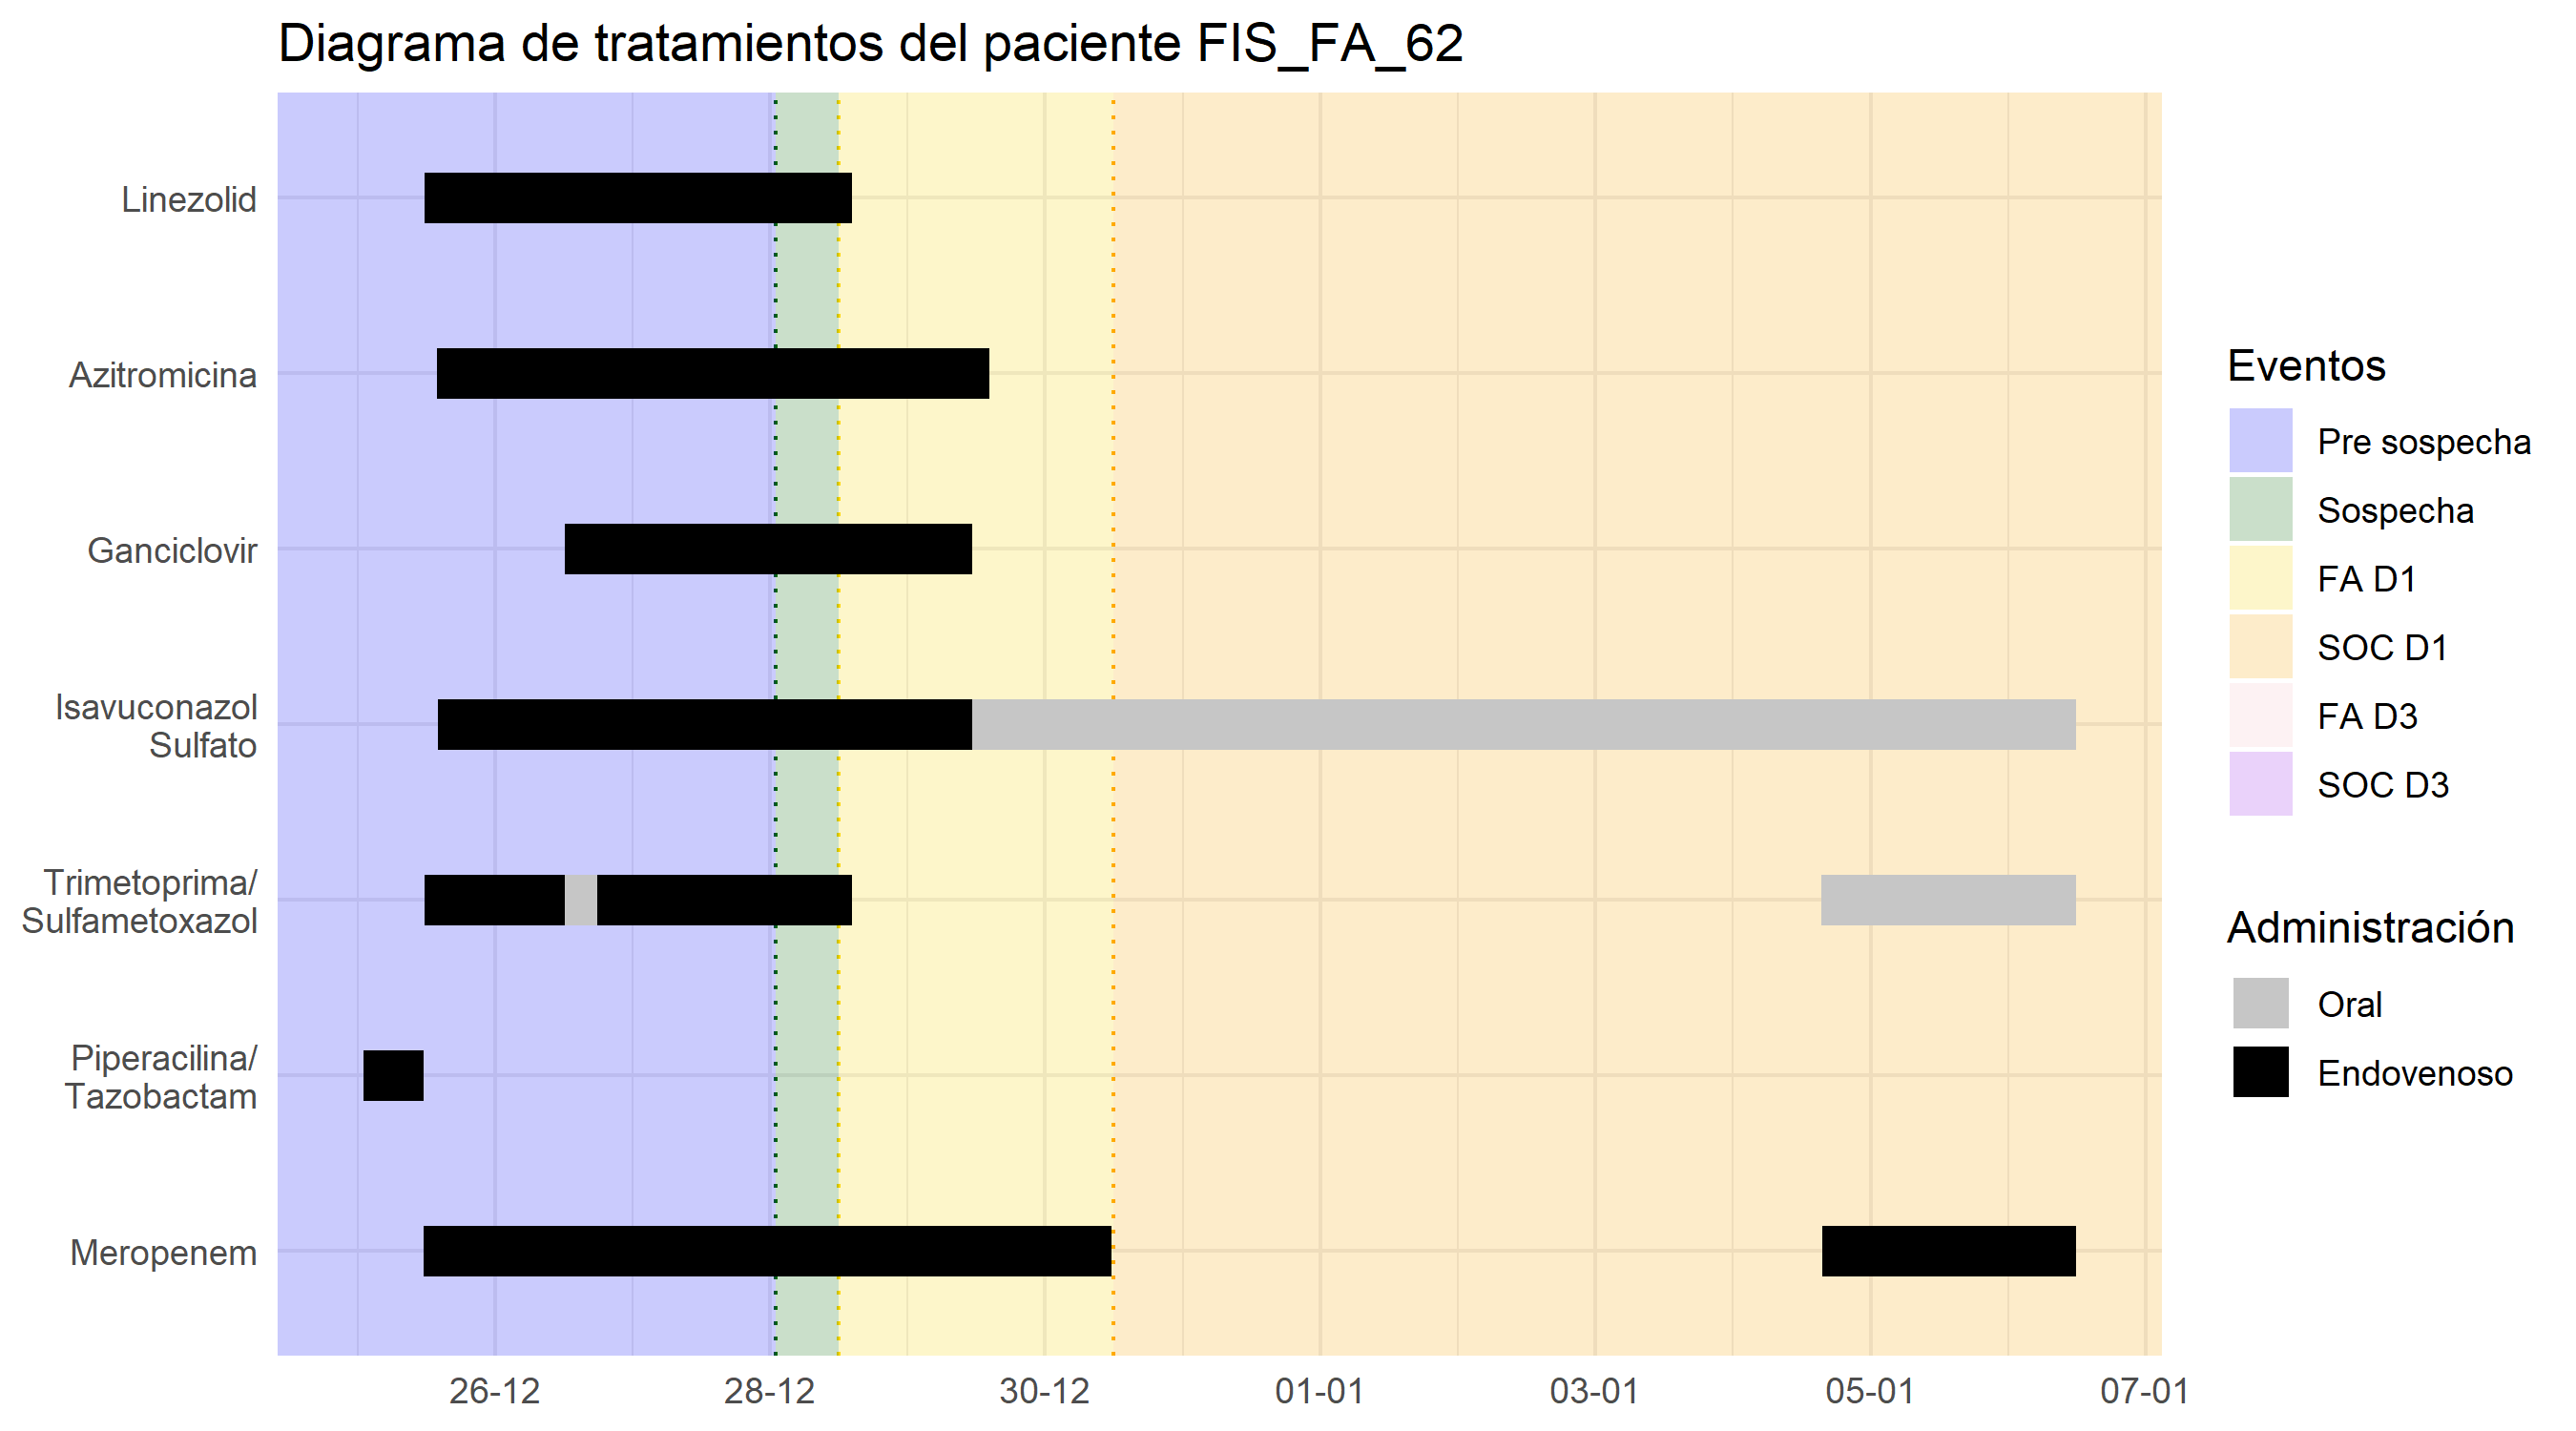 Diagrama de tratamientos del paciente FIS_FA_62
Linezolid
Azitromicina
Ganciclovir
Isavuconazol
Sulfato
Trimetoprima/
Sulfametoxazol
Piperacilina/
Tazobactam
Meropenem
26-12
28-12
30-12
01-01
03-01
05-01
07-01
Eventos
Pre sospecha
Sospecha
FA D1
SOC D1
FA D3
SOC D3
Administración
Oral
Endovenoso